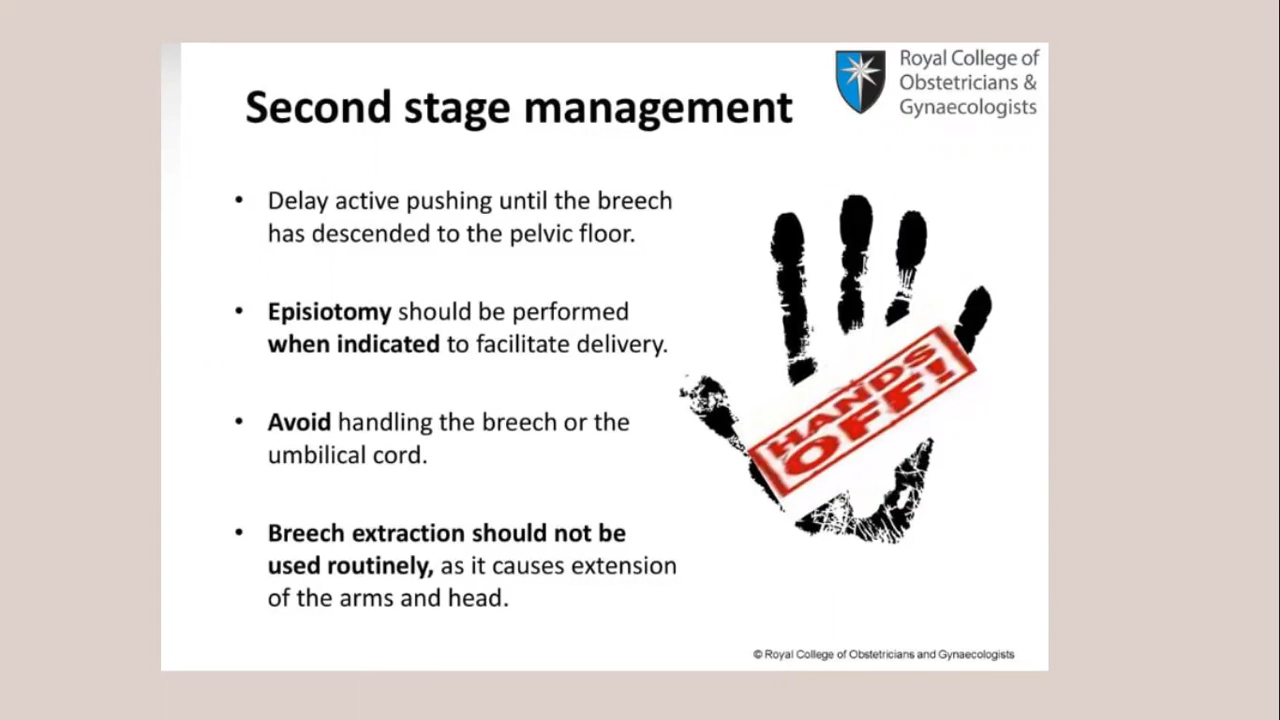 Second stage management
Royal College of
Obstetricians &
Gynaecologists
• Delay active pushing until the breech
has descended to the pelvic floor.
• Episiotomy should be performed
when indicated to facilitate delivery.
• Avoid handling the breech or the
umbilical cord.
• Breech extraction should not be
used routinely, as it causes extension
of the arms and head.
HANDS
OFF!
© Royal College of Obstetricians and Gynaecologists